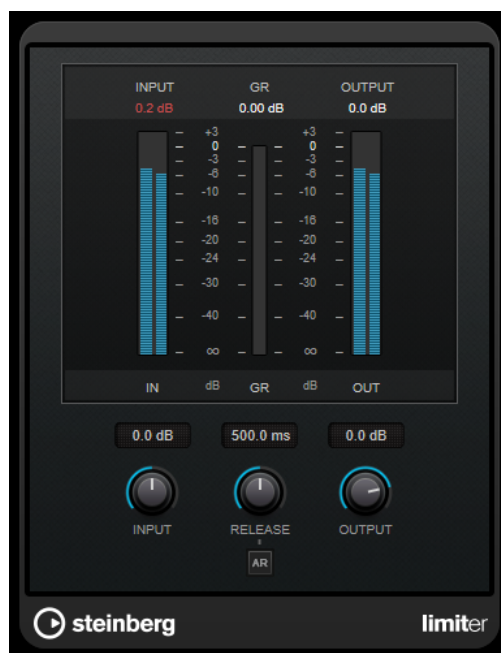 INPUT GR OUTPUT
0.2 dB 0.00 dB 0.0 dB
+3 +3
0 0
-3 -3
-6 -6
-10 -10
-16 -16
-20 -20
-24 -24
-30 -30
-40 -40
∞ ∞
IN dB GR dB OUT
0.0 dB 500.0 ms 0.0 dB
INPUT RELEASE OUTPUT
AR
steinberg limiter